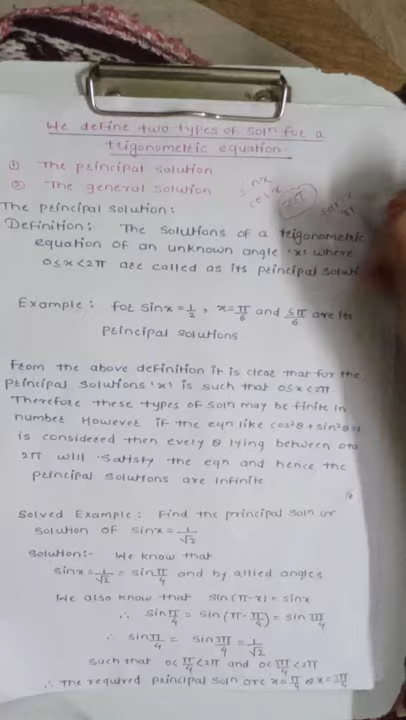 We define two types of soln for a
trigonometric equation.
① The principal solution
② The general solution
sinx
cosx
2π
The principal solution:
Definition: The solutions of a trigonometric
equation of an unknown angle 'x' where
0≤x<2π are called as its principal soluti
Example: for sinx=1/√2, x=π/6 and 5π/6 are its
principal solutions
From the above definition it is clear that for the
principal solutions 'x' is such that 0≤x<2π.
Therefore these types of soln may be finite in
number However if the eqn like cos²θ+sin²θ=1
is considered then every θ lying between 0 to
2π will satisfy the eqn and hence the
principal solutions are infinite
Solved Example: Find the principal soln or
solution of sinx=1/√2
Solution:- We know that
sinx=1/√2=sin π/4 and by allied angles
We also know that sin(π-x)=sinx
∴ sin π/4 = sin(π-π/4)=sin 3π/4
∴ sin π/4 = sin 3π/4 = 1/√2
such that 0<π/4<2π and 0<3π/4<2π
∴ The required principal soln are x=π/4 or x=3π/4